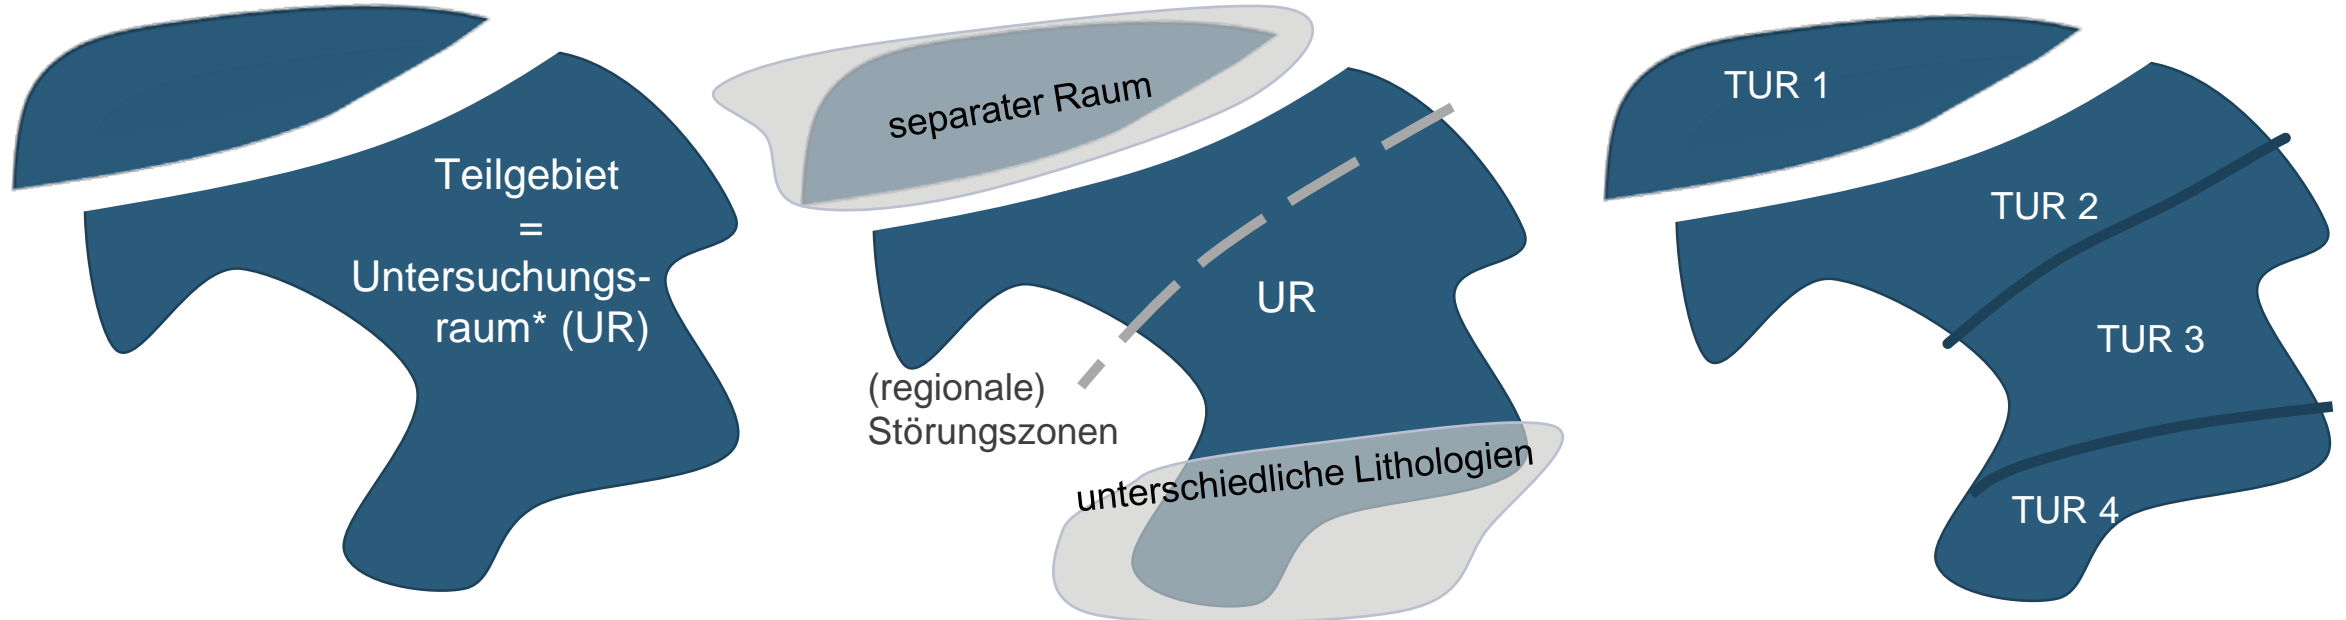 Teilgebiet
=
Untersuchungs-
raum* (UR)
separater Raum
UR
(regionale)
Störungszonen
unterschiedliche Lithologien
TUR 1
TUR 2
TUR 3
TUR 4